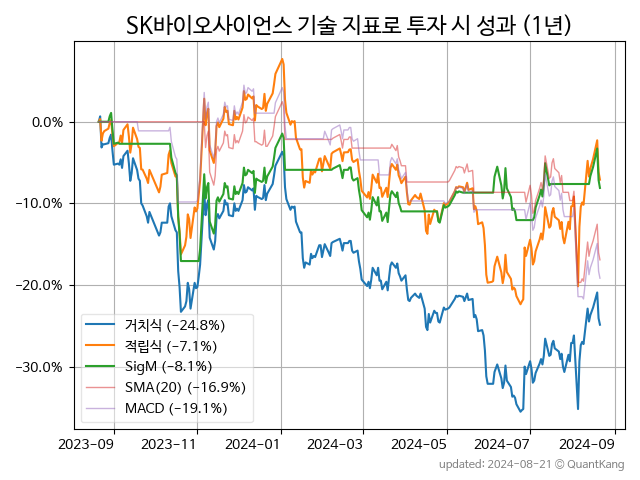 SK바이오사이언스 기술 지표로 투자 시 성과 (1년)
0.0%
−10.0%
−20.0%
−30.0%
거치식 (−24.8%)
적립식 (−7.1%)
SigM (−8.1%)
SMA(20) (−16.9%)
MACD (−19.1%)
2023-09 2023-11 2024-01 2024-03 2024-05 2024-07 2024-09
updated: 2024-08-21 © QuantKang